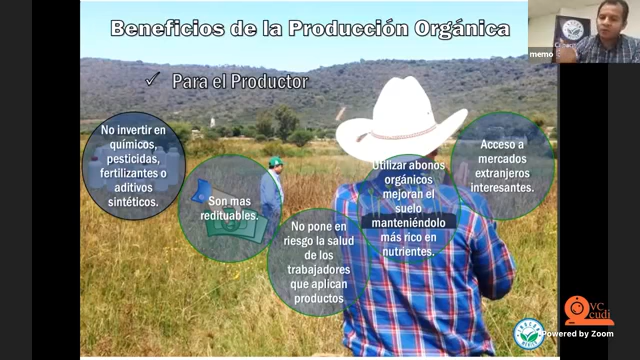 Beneficios de la Producción Orgánica
✓ Para el Productor
No invertir en
químicos,
pesticidas,
fertilizantes o
aditivos
sintéticos.
Son mas
redituables.
No pone en
riesgo la salud
de los
trabajadores
que aplican
productos
Utilizar abonos
orgánicos
mejoran el
suelo
manteniéndolo
más rico en
nutrientes.
Acceso a
mercados
extranjeros
interesantes.
memo
VC
cudi
Powered by Zoom